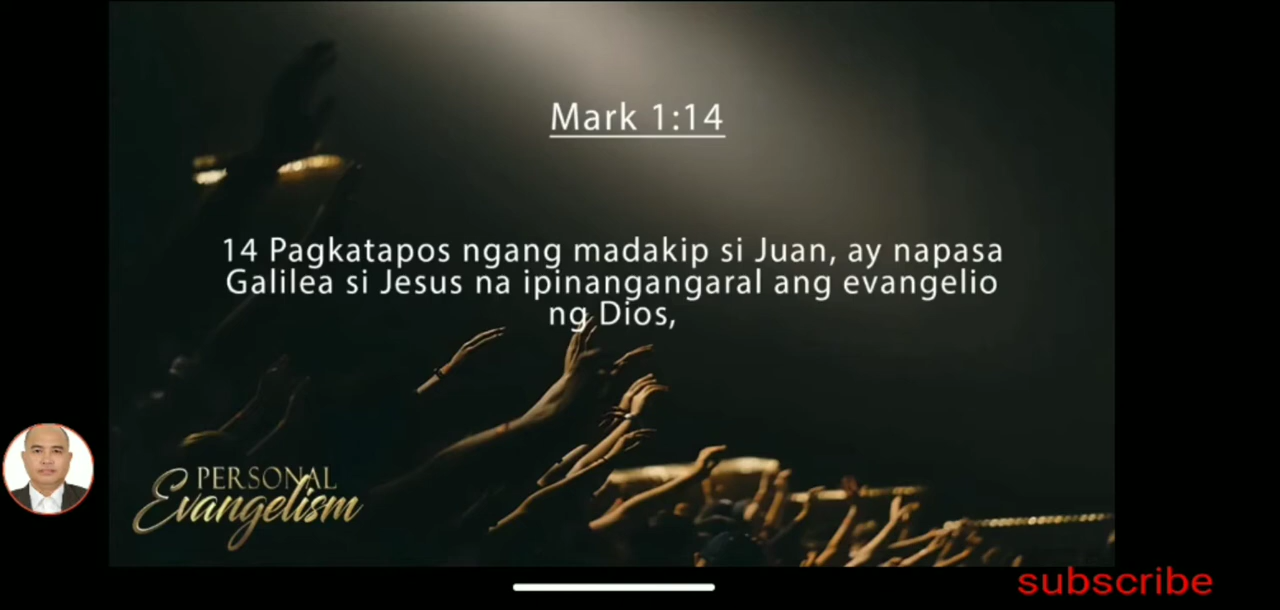 Mark 1:14
14 Pagkatapos ngang madakip si Juan, ay napasa
Galilea si Jesus na ipinangangaral ang evangelio
ng Dios,
PERSONAL
Evangelism
subscribe